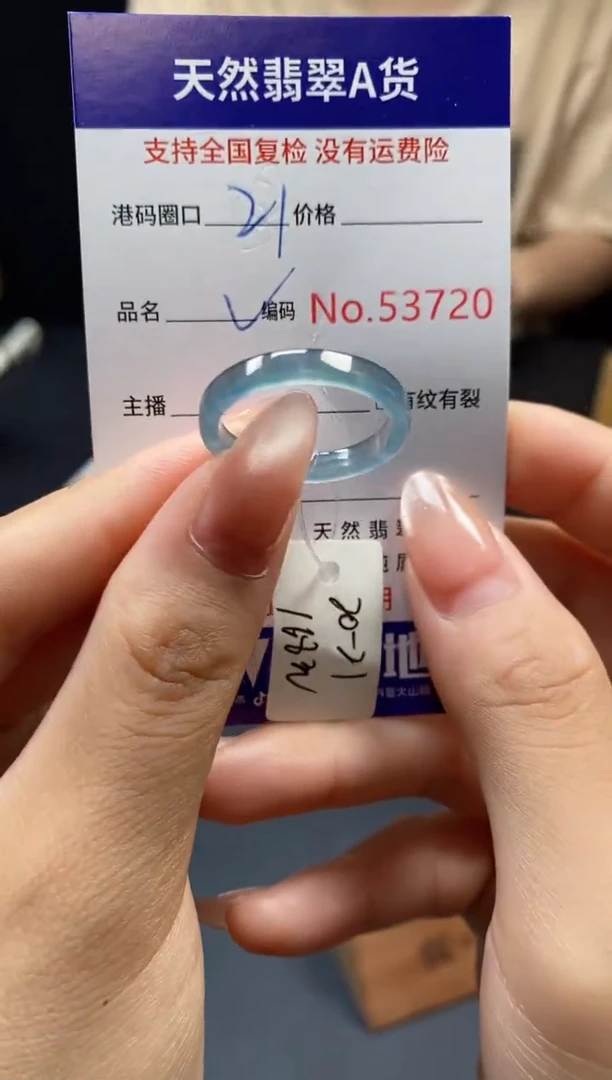 天然翡翠A货
支持全国复检 没有运费险
港码圈口 21 价格
品名 编码 No.53720
主播 有纹有裂
天然翡
地